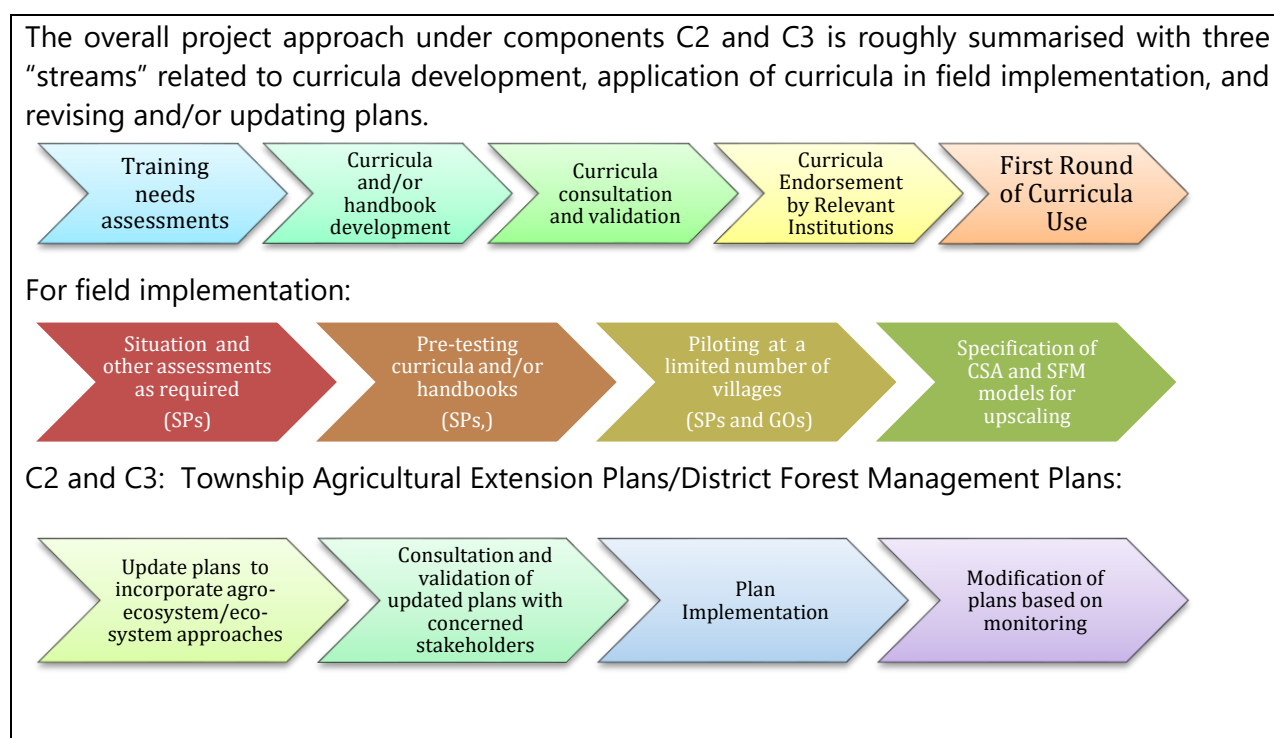 The overall project approach under components C2 and C3 is roughly summarised with three
“streams” related to curricula development, application of curricula in field implementation, and
revising and/or updating plans.
Training
needs
assessments
Curricula
and/or
handbook
development
Curricula
consultation
and validation
Curricula
Endorsement
by Relevant
Institutions
First Round
of Curricula
Use
For field implementation:
Situation and
other assessments
as required
(SPs)
Pre-testing
curricula and/or
handbooks
(SPs,)
Piloting at a
limited number of
villages
(SPs and GOs)
Specification of
CSA and SFM
models for
upscaling
C2 and C3: Township Agricultural Extension Plans/District Forest Management Plans:
Update plans to
incorporate agro-
ecosystem/eco-
system approaches
Consultation and
validation of
updated plans with
concerned
stakeholders
Plan
Implementation
Modification of
plans based on
monitoring